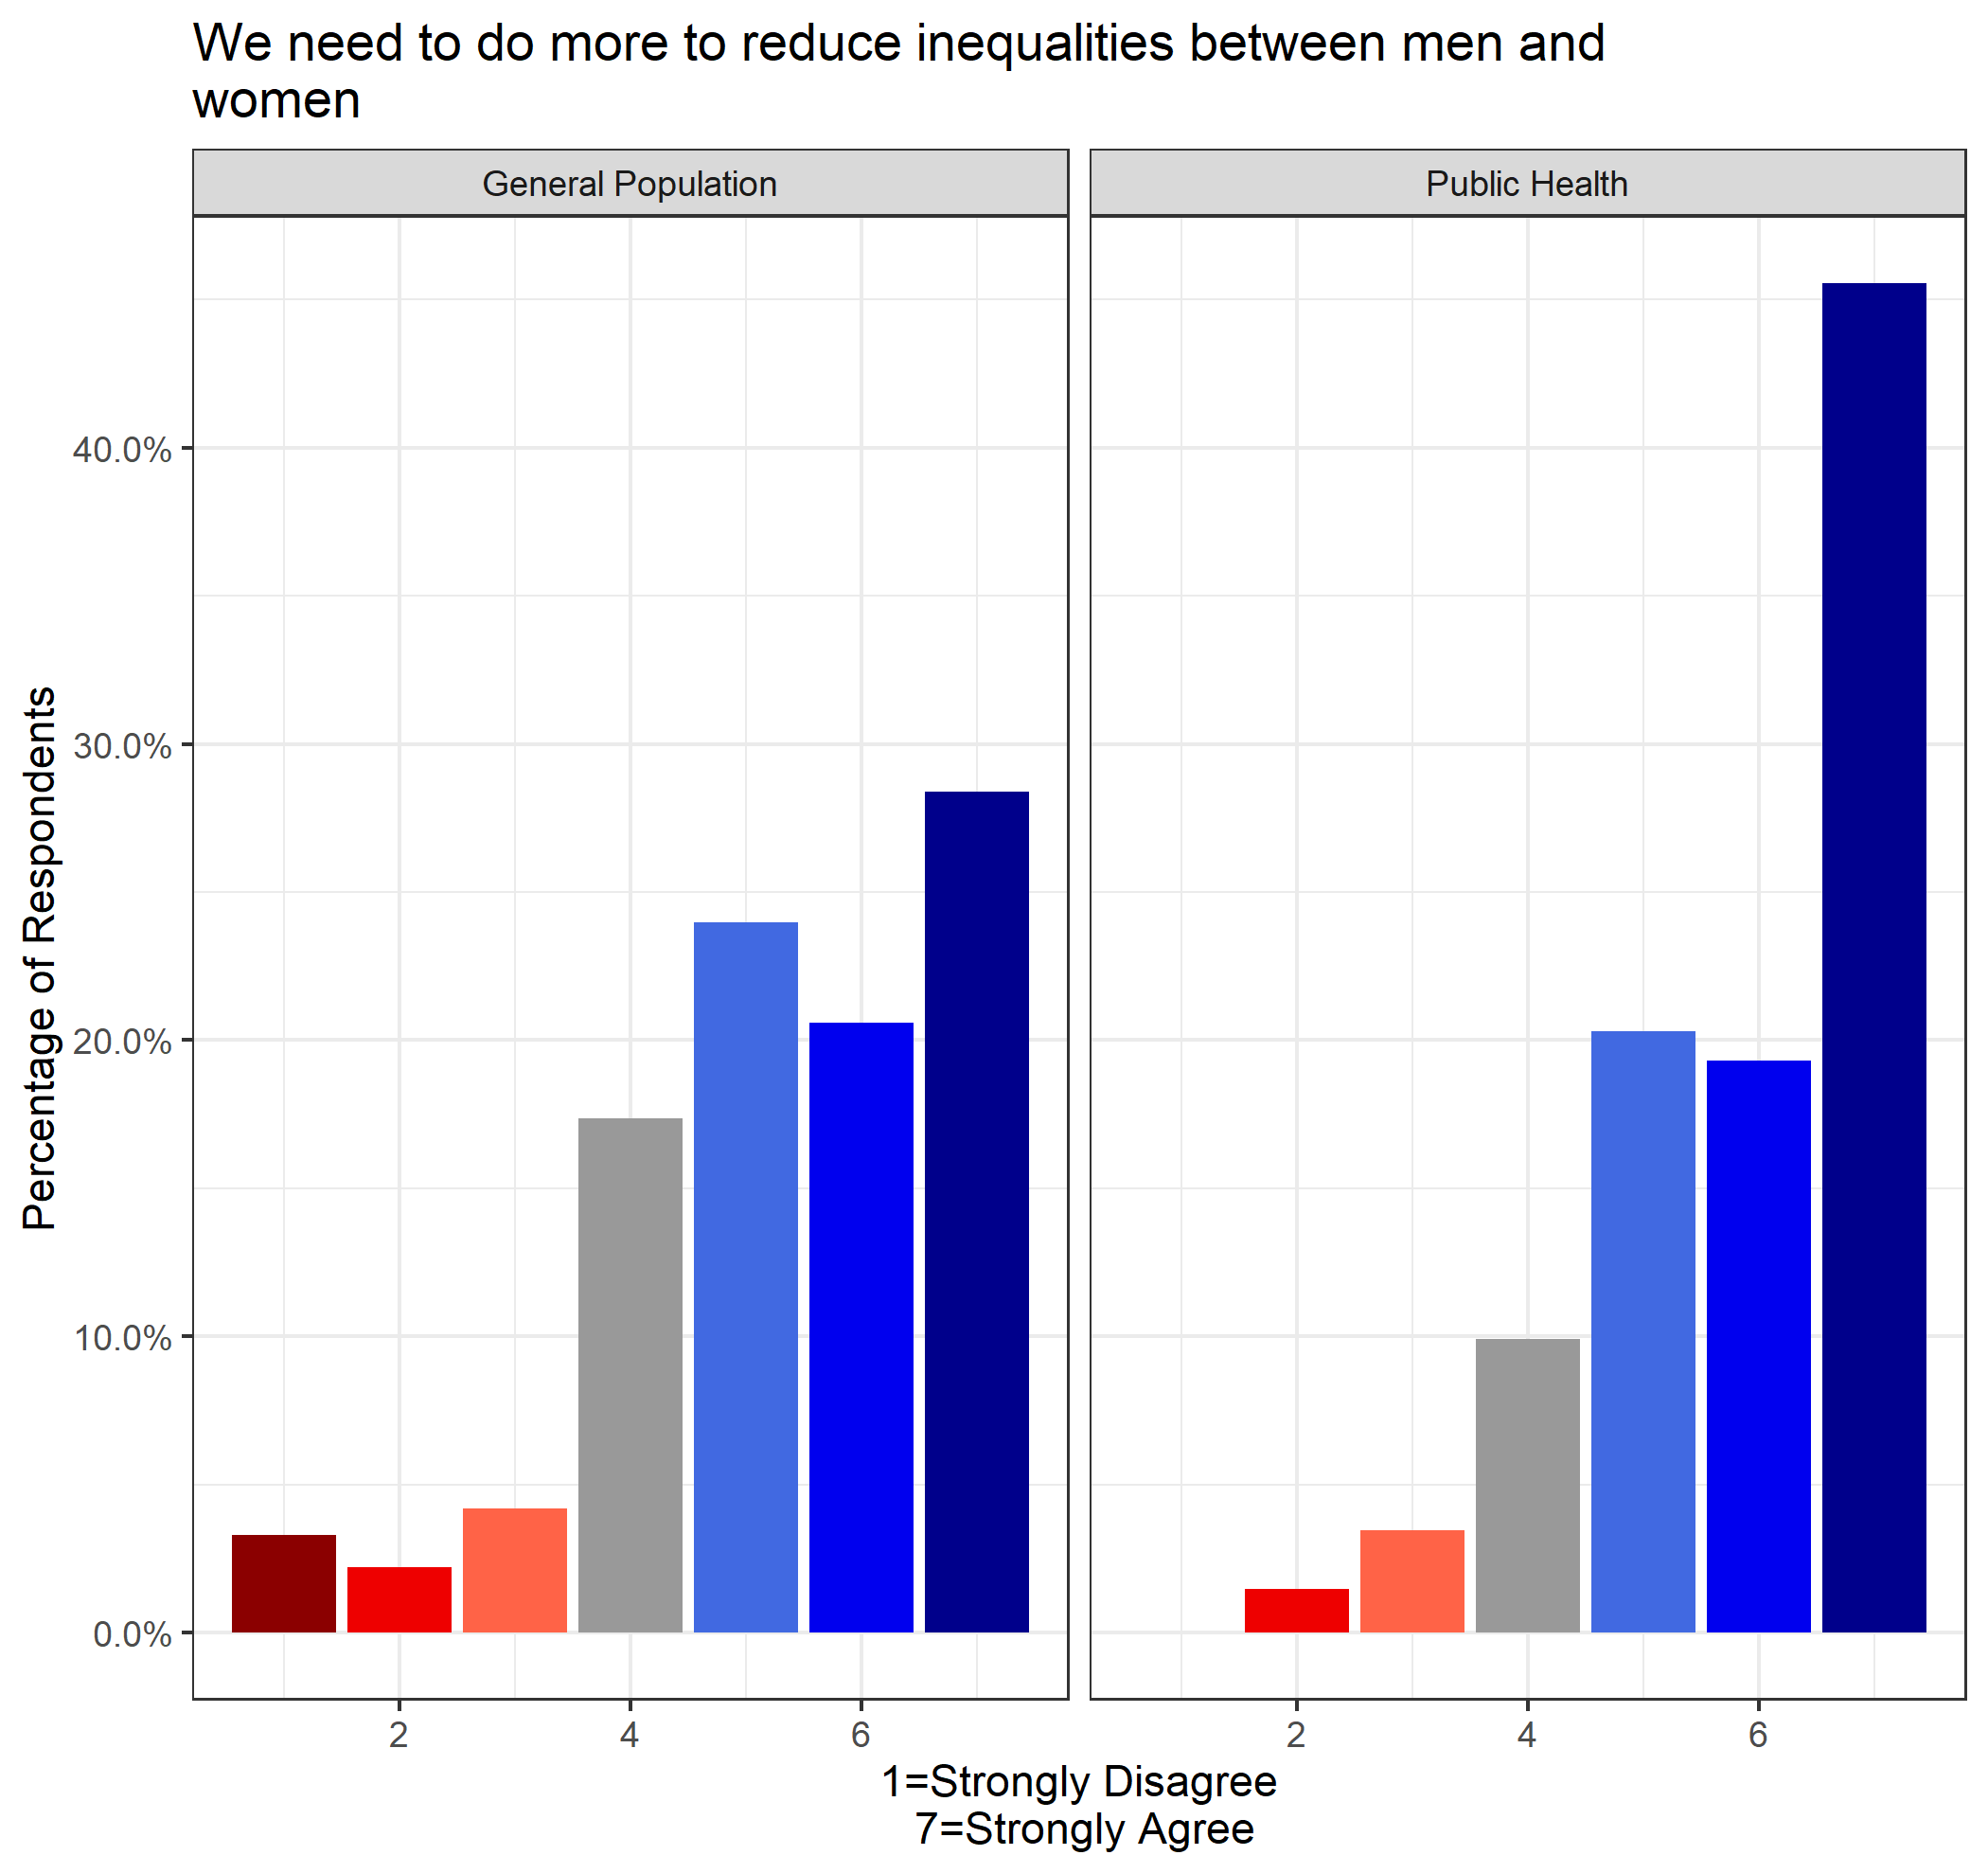 We need to do more to reduce inequalities between men and
women
General Population
Public Health
Percentage of Respondents
40.0%
30.0%
20.0%
10.0%
0.0%
2 4 6
2 4 6
1=Strongly Disagree
7=Strongly Agree